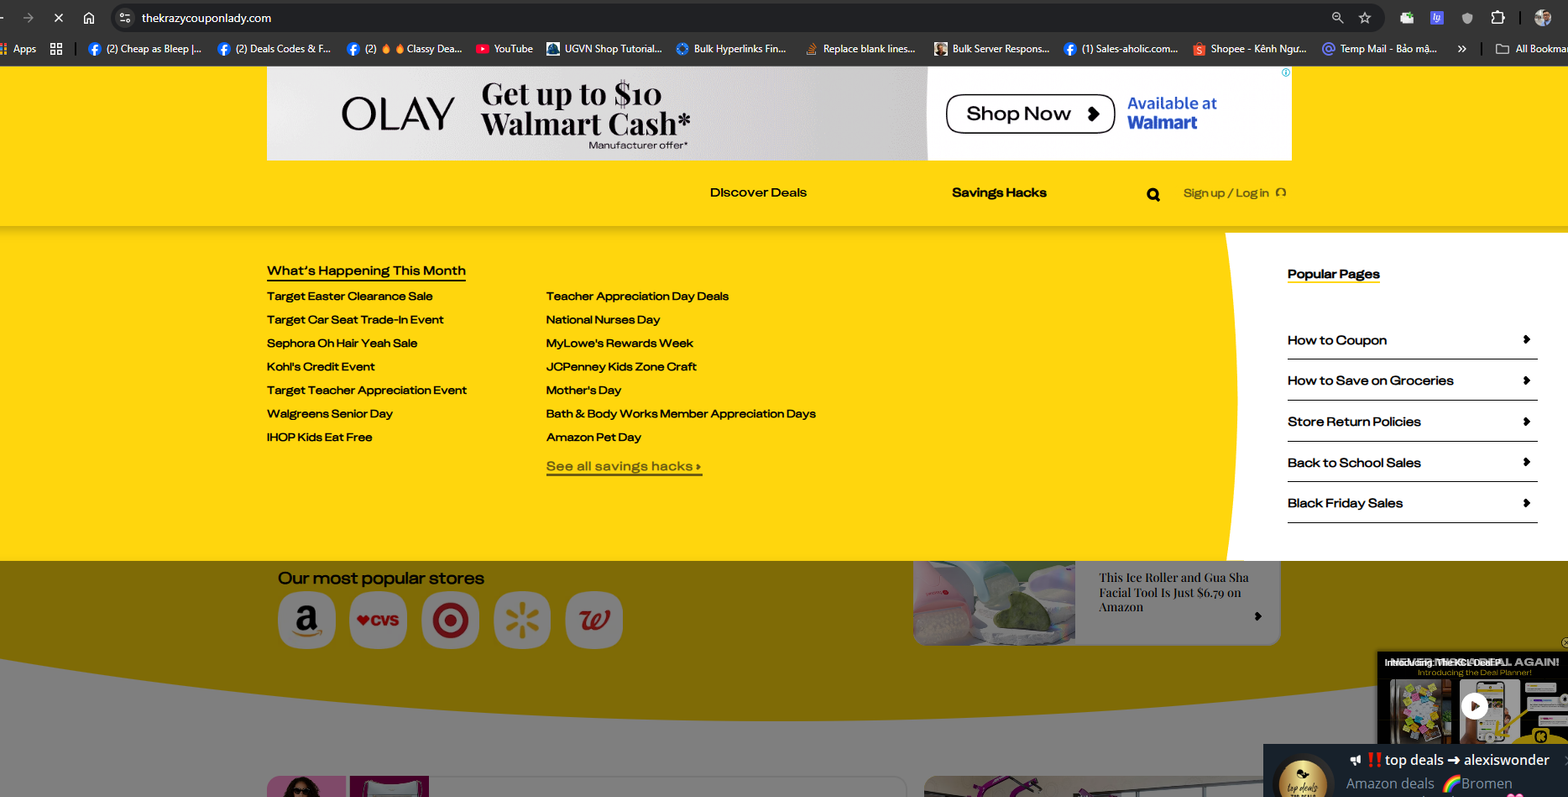 thekrazycouponlady.com
Apps
(2) Cheap as Bleep |...
(2) Deals Codes & F...
(2) 🔥🔥Classy Dea...
YouTube
UGVN Shop Tutorial...
Bulk Hyperlinks Fin...
Replace blank lines...
Bulk Server Respons...
(1) Sales-aholic.com...
Shopee - Kênh Ngư...
Temp Mail - Bảo mậ...
All Bookmar
OLAY
Get up to $10
Walmart Cash*
Manufacturer offer*
Shop Now
Available at
Walmart
DIscover Deals
Savings Hacks
Sign up / Log in
What's Happening This Month
Target Easter Clearance Sale
Target Car Seat Trade-In Event
Sephora Oh Hair Yeah Sale
Kohl's Credit Event
Target Teacher Appreciation Event
Walgreens Senior Day
IHOP Kids Eat Free
Teacher Appreciation Day Deals
National Nurses Day
MyLowe's Rewards Week
JCPenney Kids Zone Craft
Mother's Day
Bath & Body Works Member Appreciation Days
Amazon Pet Day
See all savings hacks
Popular Pages
How to Coupon
How to Save on Groceries
Store Return Policies
Back to School Sales
Black Friday Sales
Our most popular stores
a
CVS
W
This Ice Roller and Gua Sha
Facial Tool Is Just $6.79 on
Amazon
AGAIN!
Introducing the Deal Planner!
‼️top deals ➞ alexiswonder
Amazon deals 🌈Bromen
top deals